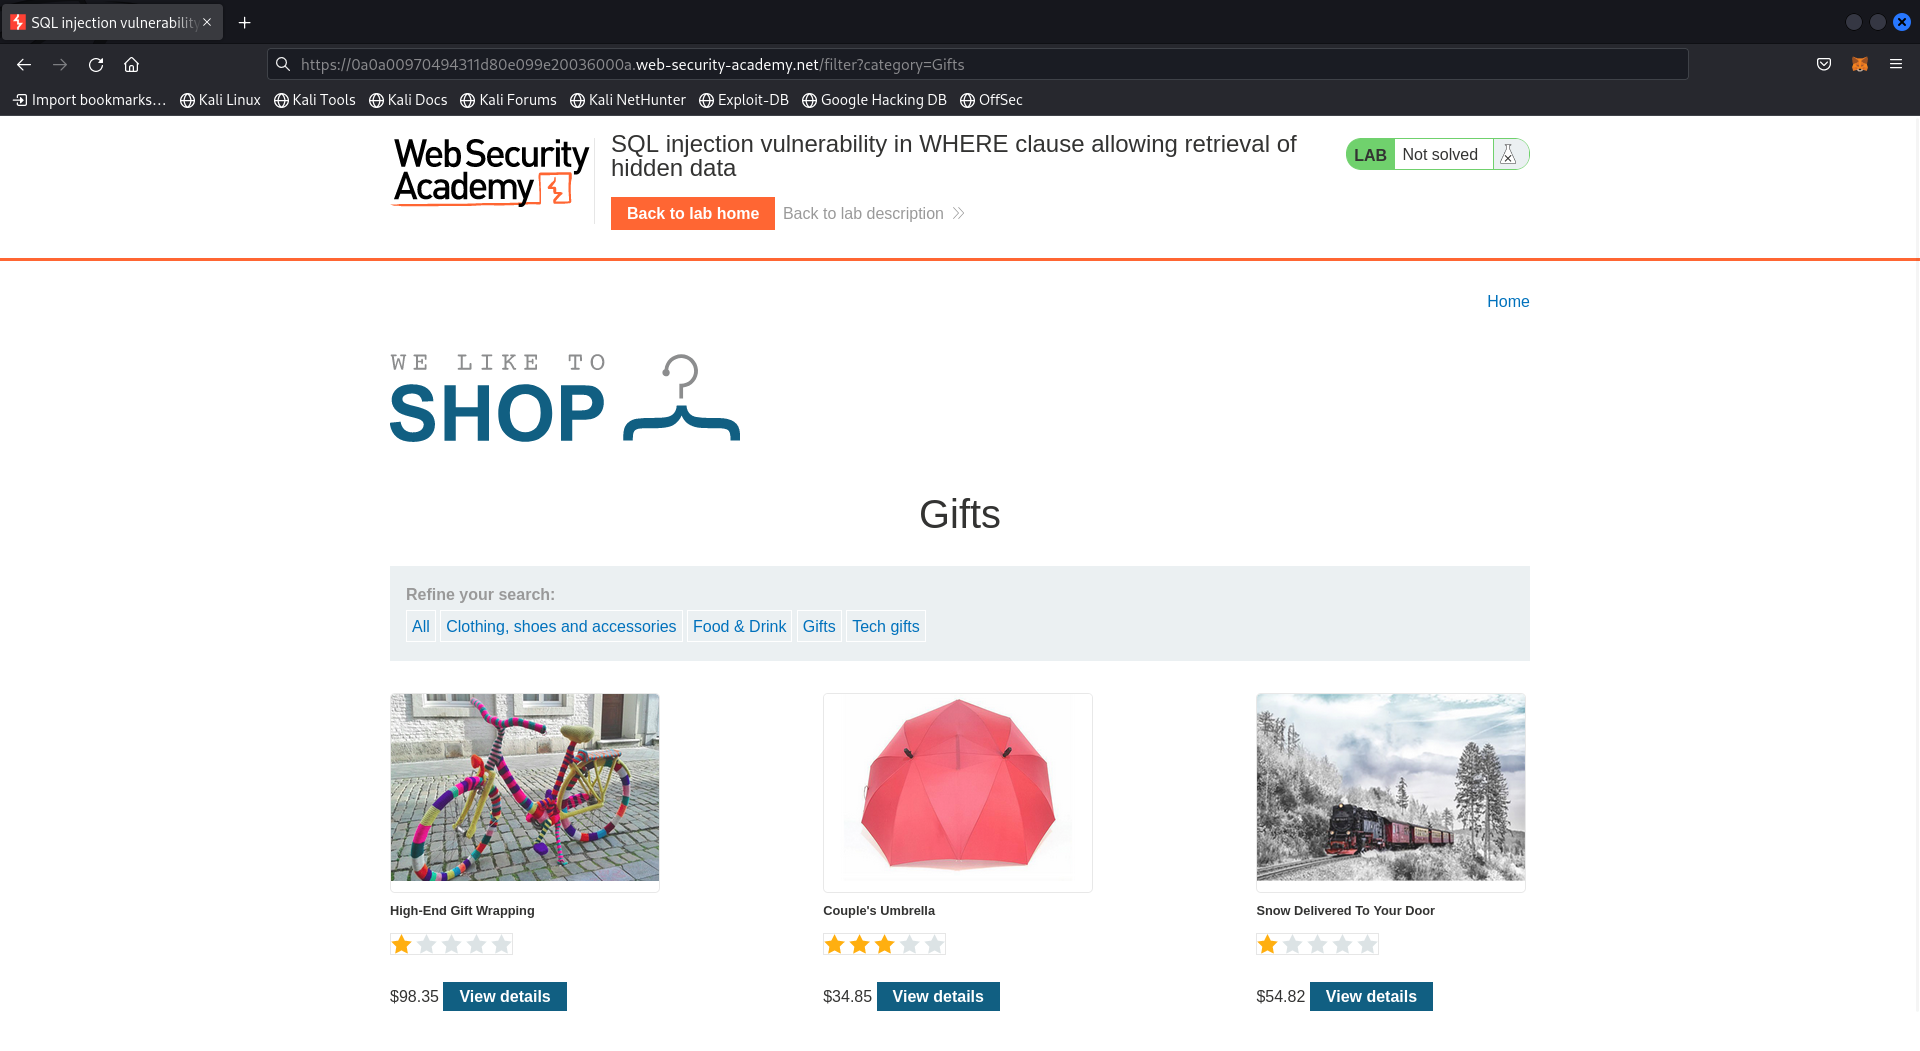 SQL injection vulnerability
https://0a0a00970494311d80e099e20036000a.web-security-academy.net/filter?category=Gifts
Import bookmarks... Kali Linux Kali Tools Kali Docs Kali Forums Kali NetHunter Exploit-DB Google Hacking DB OffSec
Web Security
Academy
SQL injection vulnerability in WHERE clause allowing retrieval of
hidden data
LAB Not solved
Back to lab home Back to lab description
Home
WE LIKE TO
SHOP
Gifts
Refine your search:
All Clothing, shoes and accessories Food & Drink Gifts Tech gifts
High-End Gift Wrapping Couple's Umbrella Snow Delivered To Your Door
$98.35 View details $34.85 View details $54.82 View details